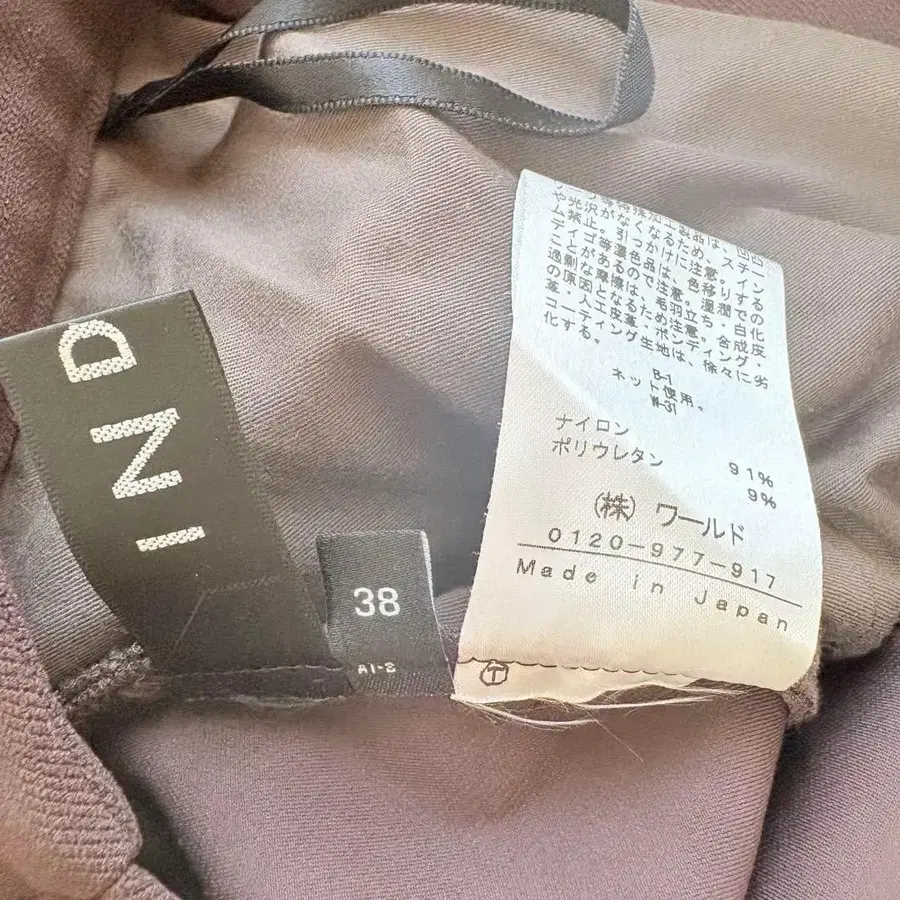 IND
38
A1-2
や光沢がなくなるため、スチーム
ム禁止。引っかけに注意。イン
ディゴ等濃色品は、色移りする
ことがあるので注意。湿潤での
過剰な摩擦は、毛羽立ち・白化
の原因となるため注意。合成皮
革・人工皮革・ボンディング・
コーティング生地は、徐々に劣
化する。
B-1
ネット使用。
W-31
ナイロン 91%
ポリウレタン 9%
(株) ワールド
0120-977-917
Made in Japan
T